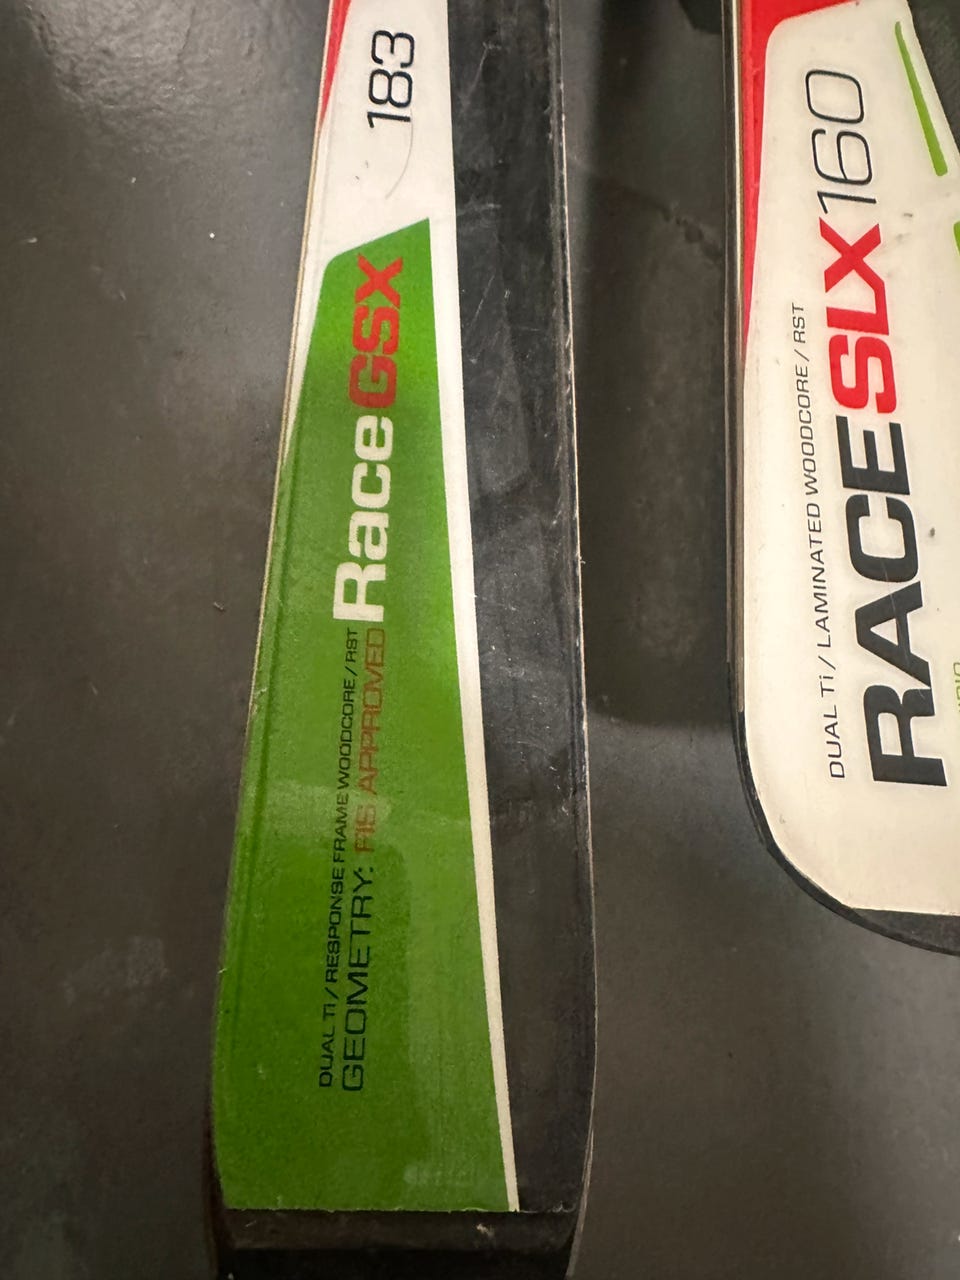 183
Race GSX
DUAL Ti / RESPONSE FRAME WOODCORE / RST
GEOMETRY: FIS APPROVED
RACE SLX 160
DUAL Ti / LAMINATED WOODCORE / RST